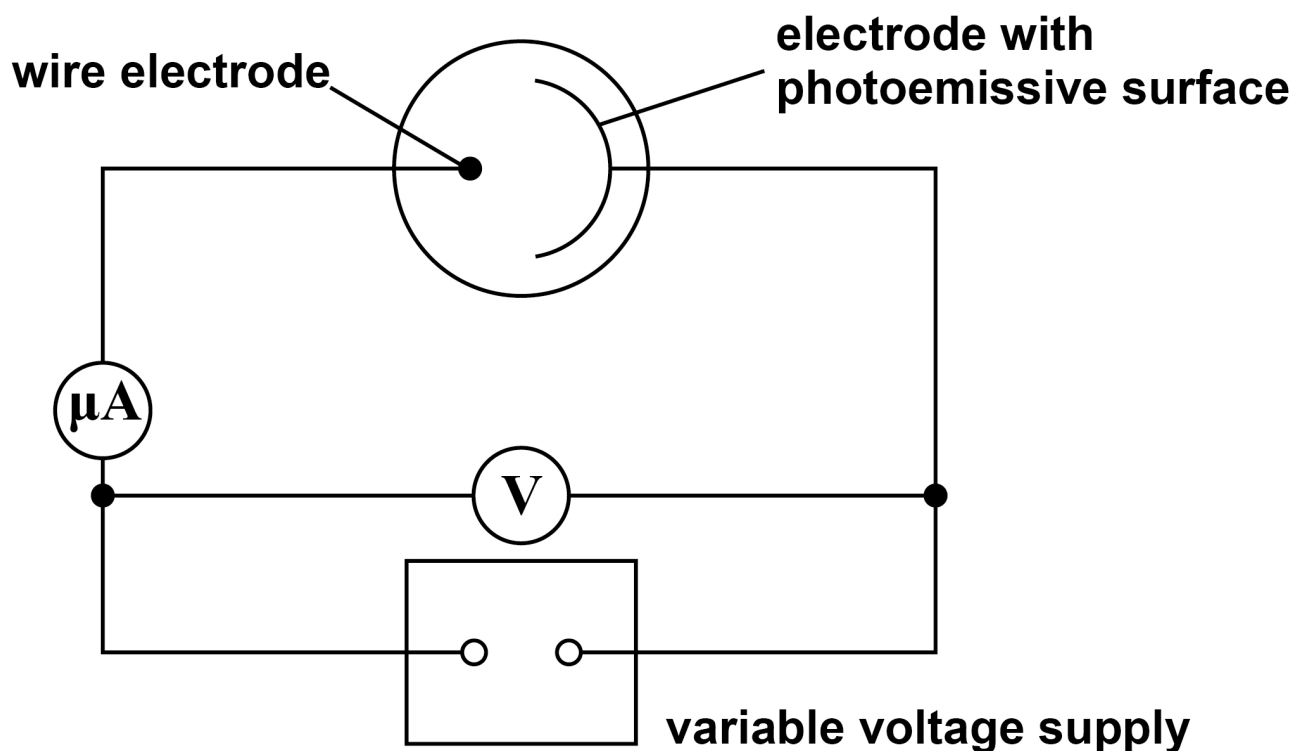 electrode with
photoemissive surface
wire electrode
µA
V
variable voltage supply